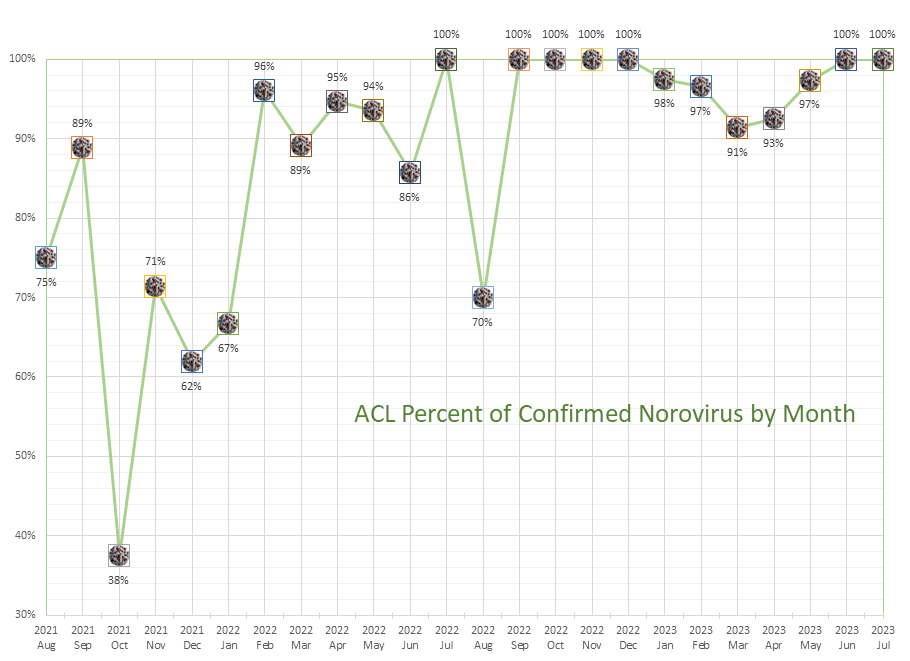 100% 100% 100% 100% 100% 100% 100%
100%
96% 95% 94%
98% 97% 97%
89% 91% 93%
90%
89% 86%
80%
75% 71%
70%
70%
67%
62%
60%
ACL Percent of Confirmed Norovirus by Month
50%
40%
38%
30%
2021 2021 2021 2021 2021 2022 2022 2022 2022 2022 2022 2022 2022 2022 2022 2022 2022 2023 2023 2023 2023 2023 2023 2023
Aug Sep Oct Nov Dec Jan Feb Mar Apr May Jun Jul Aug Sep Oct Nov Dec Jan Feb Mar Apr May Jun Jul